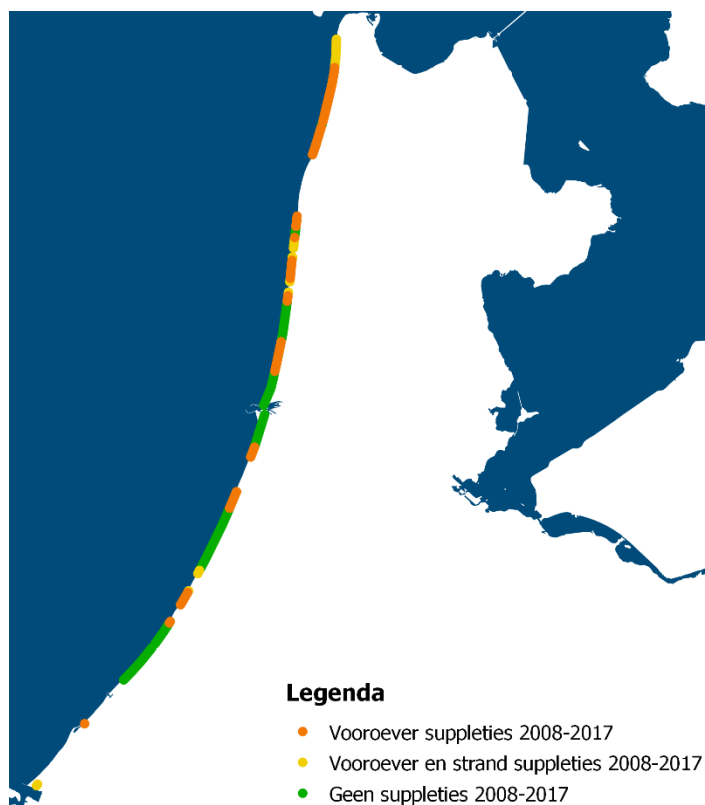 Legenda
Vooroever suppleties 2008-2017
Vooroever en strand suppleties 2008-2017
Geen suppleties 2008-2017